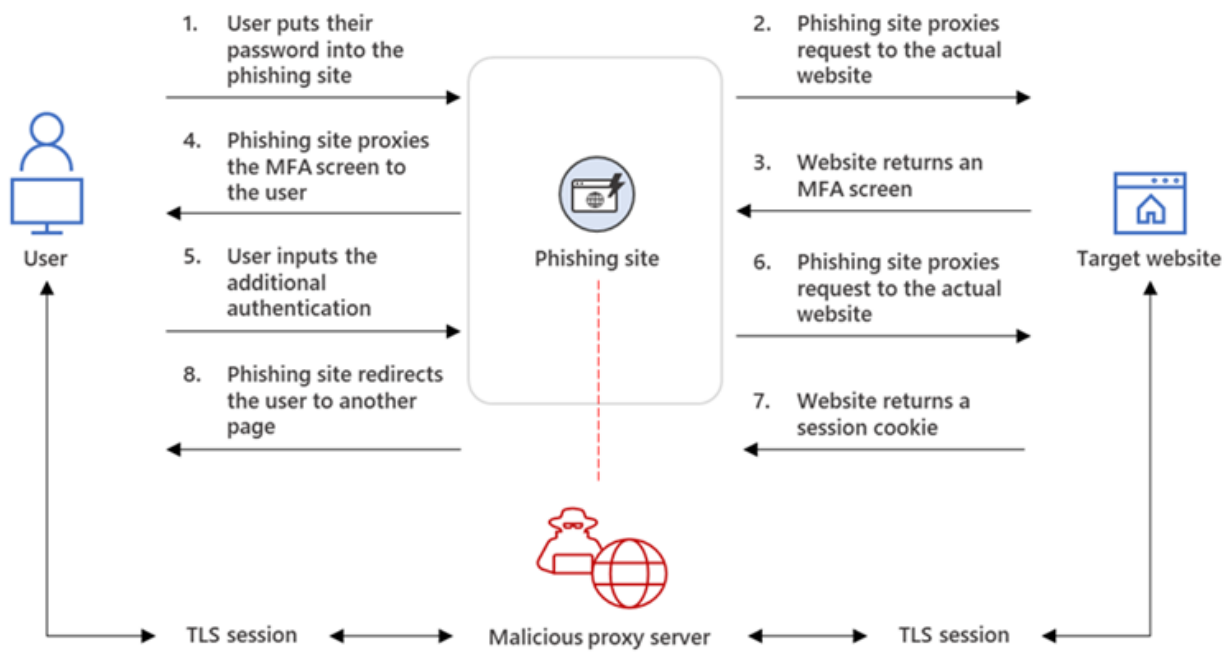 1. User puts their
password into the
phishing site
2. Phishing site proxies
request to the actual
website
4. Phishing site proxies
the MFA screen to
the user
3. Website returns an
MFA screen
User
Phishing site
Target website
5. User inputs the
additional
authentication
6. Phishing site proxies
request to the actual
website
8. Phishing site redirects
the user to another
page
7. Website returns a
session cookie
TLS session
Malicious proxy server
TLS session